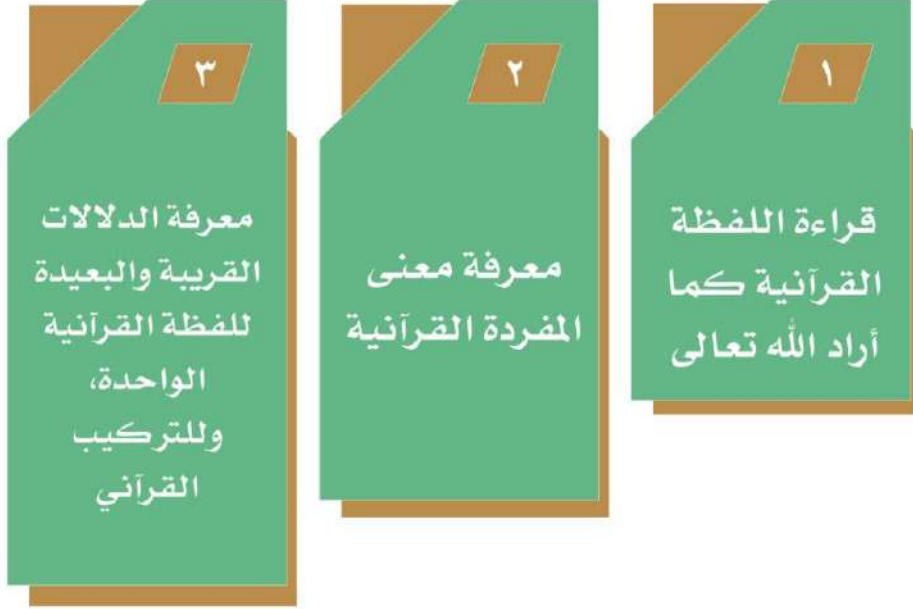 ١
قراءة اللفظة
القرآنية كما
أراد الله تعالى
٢
معرفة معنى
المفردة القرآنية
٣
معرفة الدلالات
القريبة والبعيدة
للفظة القرآنية
الواحدة،
وللتركيب
القرآني